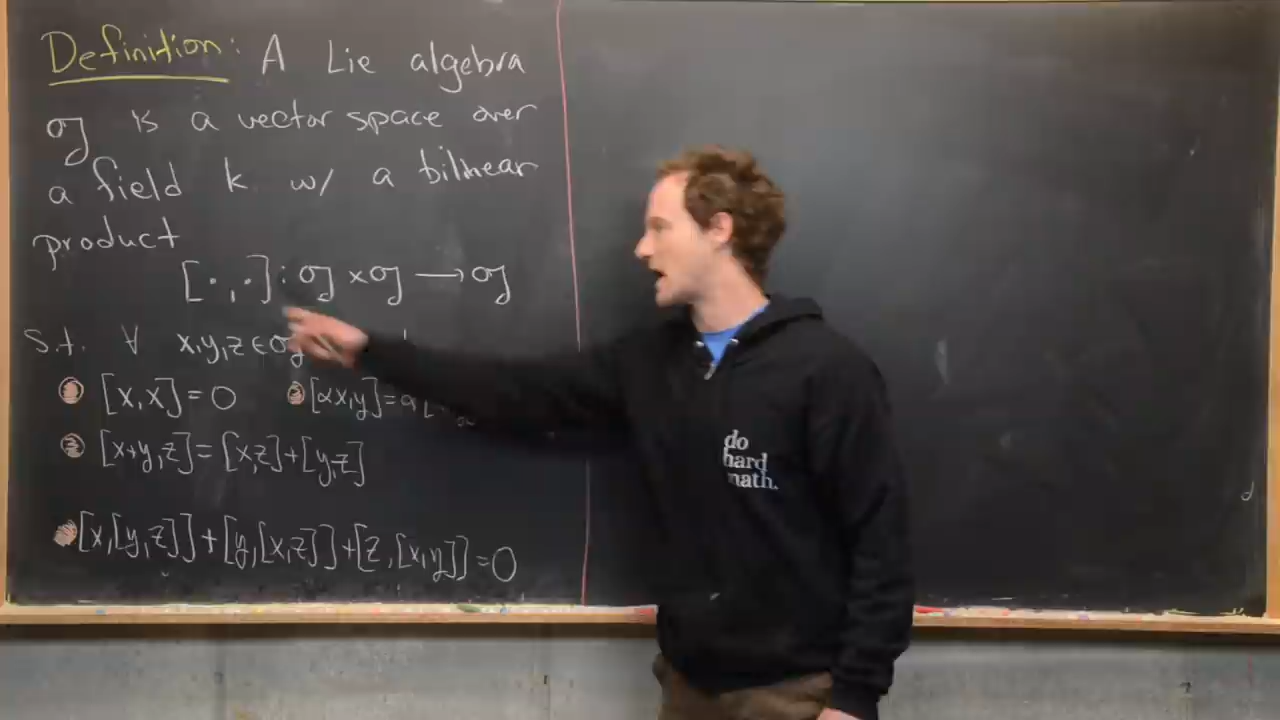 Definition: A Lie algebra
𝔤 is a vector space over
a field k w/ a bilinear
product
[·,·]: 𝔤 × 𝔤 ⟶ 𝔤
s.t. ∀ x,y,z ∈ 𝔤
[x,x]=0 [αx,y]=α[
[x+y,z]=[x,z]+[y,z]
[x,[y,z]]+[y,[x,z]]+[z,[x,y]]=0
do
hard
math.